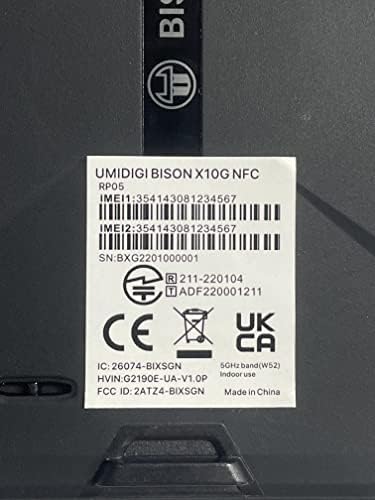 BIS
UMIDIGI BISON X10G NFC
RP05
IMEI1:354143081234567
IMEI2:354143081234567
SN:BXG2201000001
R 211-220104
T ADF220001211
CE
UK
CA
IC: 26074-BIXSGN
HVIN:G2190E-UA-V1.0P
FCC ID: 2ATZ4-BIXSGN
5GHz band(W52)
Indoor use
Made in China